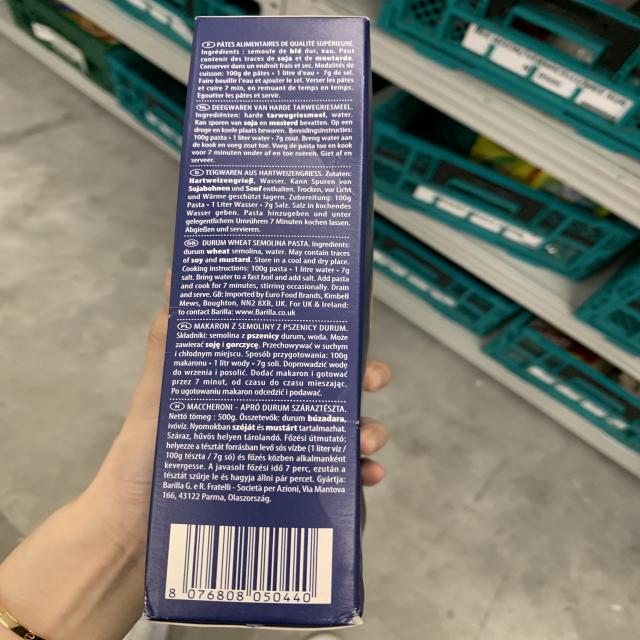 F PÂTES ALIMENTAIRES DE QUALITÉ SUPÉRIEURE.
Ingrédients : semoule de blé dur, eau. Peut
contenir des traces de soja et de moutarde.
Conserver dans un endroit frais et sec. Modalités de
cuisson: 100g de pâtes • 1 litre d'eau • 7g de sel.
Faire bouillir l'eau et ajouter le sel. Verser les pâtes
et cuire 7 min, en remuant de temps en temps.
Egoutter les pâtes et servir.
NL DEEGWAREN VAN HARDE TARWEGRIESMEEL.
Ingrediënten: harde tarwegriesmeel, water.
Kan sporen van soja en mosterd bevatten. Op een
droge en koele plaats bewaren. Bereidingsinstructies:
100g pasta • 1 liter water • 7g zout. Breng water aan
de kook en voeg zout toe. Voeg de pasta toe en kook
voor 7 minuten onder af en toe roeren. Giet af en
serveer.
D TEIGWAREN AUS HARTWEIZENGRIESS. Zutaten:
Hartweizengrieß, Wasser. Kann Spuren von
Sojabohnen und Senf enthalten. Trocken, vor Licht
und Wärme geschützt lagern. Zubereitung: 100g
Pasta • 1 Liter Wasser • 7g Salz. Salz in kochendes
Wasser geben. Pasta hinzugeben und unter
gelegentlichem Umrühren 7 Minuten kochen lassen.
Abgießen und servieren.
GB DURUM WHEAT SEMOLINA PASTA. Ingredients:
durum wheat semolina, water. May contain traces
of soy and mustard. Store in a cool and dry place.
Cooking instructions: 100g pasta • 1 litre water • 7g
salt. Bring water to a fast boil and add salt. Add pasta
and cook for 7 minutes, stirring occasionally. Drain
and serve. GB: Imported by Euro Food Brands, Kimbell
Mews, Boughton, NN2 8XB, UK. For UK & Ireland:
to contact Barilla: www.Barilla.co.uk
PL MAKARON Z SEMOLINY Z PSZENICY DURUM.
Składniki: semolina z pszenicy durum, woda. Może
zawierać soję i gorczycę. Przechowywać w suchym
i chłodnym miejscu. Sposób przygotowania: 100g
makaronu • 1 litr wody • 7g soli. Doprowadzić wodę
do wrzenia i posolić. Dodać makaron i gotować
przez 7 minut, od czasu do czasu mieszając.
Po ugotowaniu makaron odcedzić i podawać.
H MACCHERONI - APRÓ DURUM SZÁRAZTÉSZTA.
Nettó tömeg : 500g. Összetevők: durum búzadara,
ivóvíz. Nyomokban szóját és mustárt tartalmazhat.
Száraz, hűvös helyen tárolandó. Főzési útmutató:
helyezze a tésztát forrásban levő sós vízbe (1 liter víz /
100g tészta / 7g só) és főzés közben alkalmanként
kevergesse. A javasolt főzési idő 7 perc, ezután a
tésztát szűrje le és hagyja állni pár percet. Gyártja:
Barilla G. e R. Fratelli - Società per Azioni, Via Mantova
166, 43122 Parma, Olaszország.
8 076808 050440